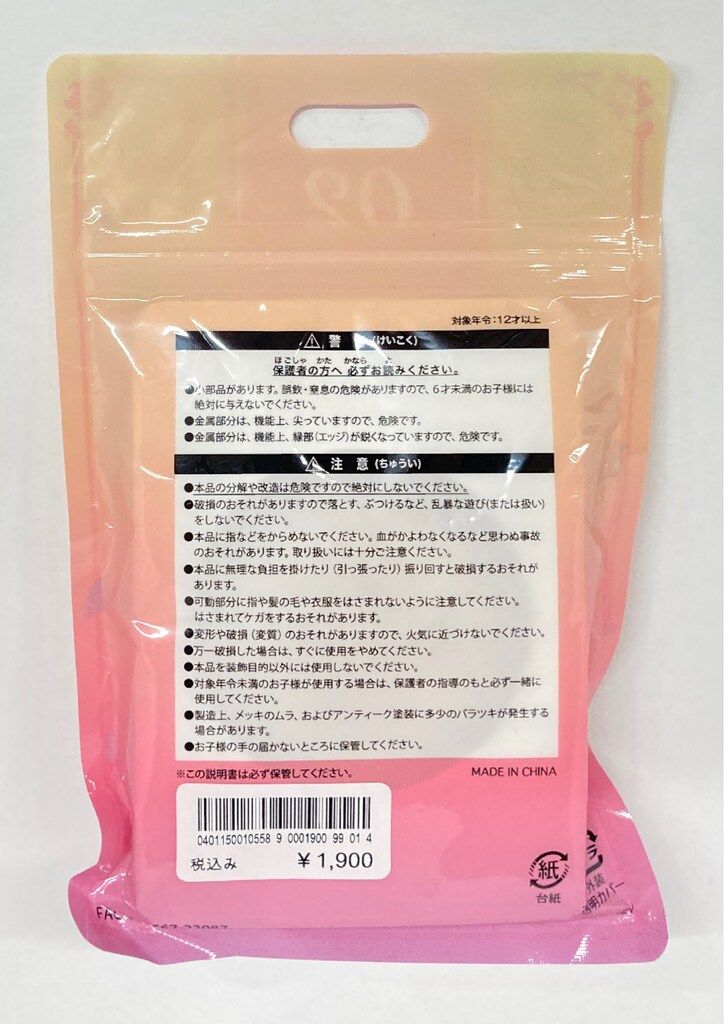 対象年令:12才以上
⚠ 警 (けいこく)
ほごしゃ かた かなら よ
保護者の方へ 必ずお読みください。
●小部品があります。誤飲・窒息の危険がありますので、6才未満のお子様には
絶対に与えないでください。
●金属部分は、機能上、尖っていますので、危険です。
●金属部分は、機能上、縁部(エッジ)が鋭くなっていますので、危険です。
⚠ 注 意 (ちゅうい)
●本品の分解や改造は危険ですので絶対にしないでください。
●破損のおそれがありますので落とす、ぶつけるなど、乱暴な遊び(または扱い)
をしないでください。
●本品に指などをからめないでください。血がかよわなくなるなど思わぬ事故
のおそれがあります。取り扱いには十分ご注意ください。
●本品に無理な負担を掛けたり(引っ張ったり)振り回すと破損するおそれが
あります。
●可動部分に指や髪の毛や衣服をはさまれないように注意してください。
はさまれてケガをするおそれがあります。
●変形や破損(変質)のおそれがありますので、火気に近づけないでください。
●万一破損した場合は、すぐに使用をやめてください。
●本品を装飾目的以外には使用しないでください。
●対象年令未満のお子様が使用する場合は、保護者の指導のもと必ず一緒に
使用してください。
●製造上、メッキのムラ、およびアンティーク塗装に多少のバラツキが発生する
場合があります。
●お子様の手の届かないところに保管してください。
※この説明書は必ず保管してください。
MADE IN CHINA
0401150010558 9 0001900 99 01 4
税込み ¥1,900
紙
台紙
ラ
外装
透明カバー